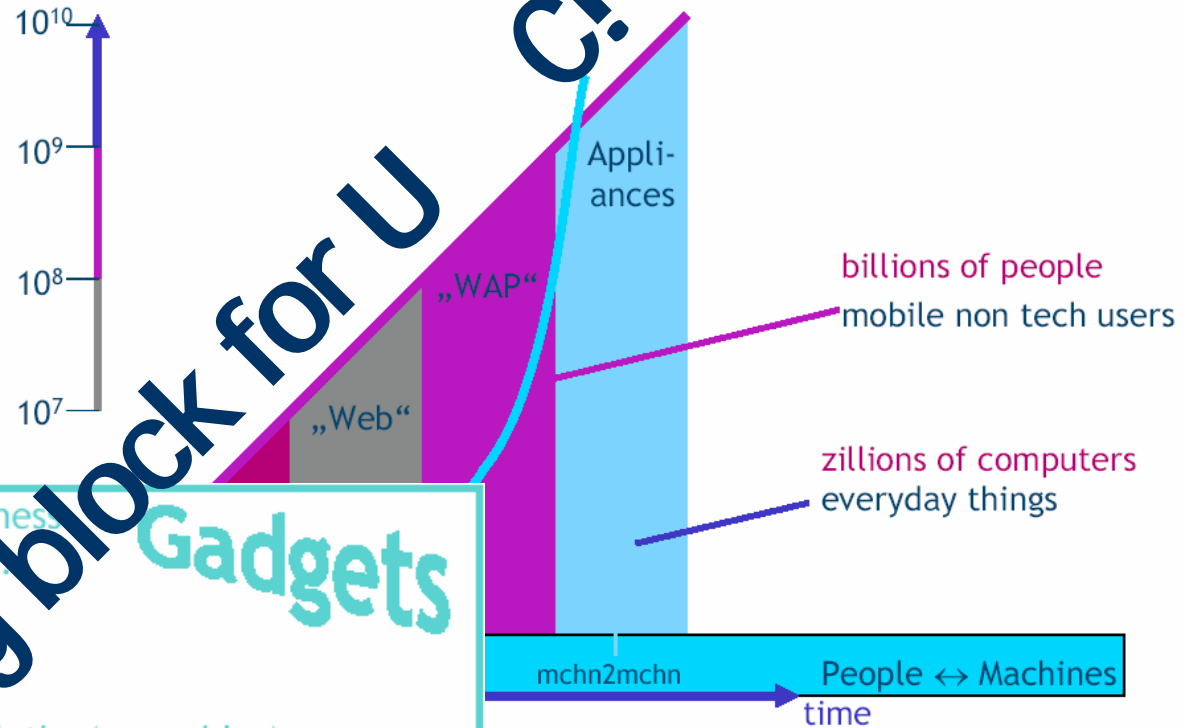 10¹⁰
10⁹
10⁸
10⁷
block for U C!
Appli-
ances
„WAP“
„Web“
billions of people
mobile non tech users
zillions of computers
everyday things
Gadgets
mchn2mchn
People ↔ Machines
time